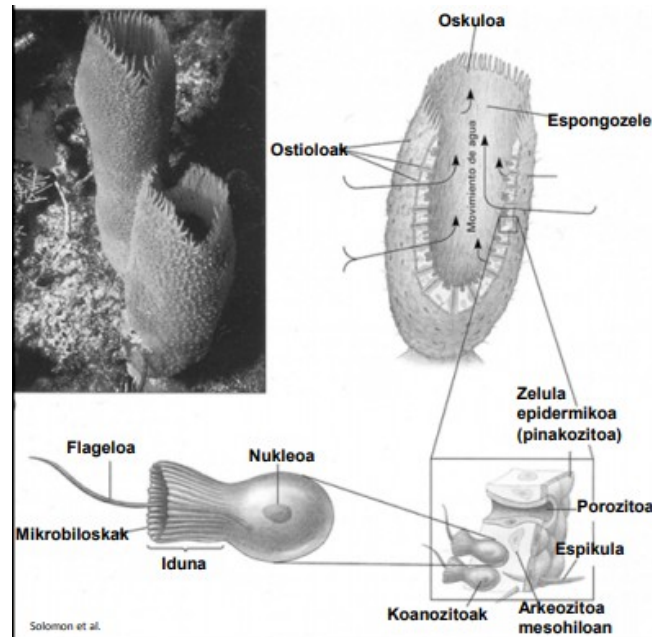 Oskuloa
Espongozele
Ostioloak
Movimiento de agua
Zelula
epidermikoa
(pinakozitoa)
Flageloa
Nukleoa
Porozitoa
Mikrobiloskak
Espikula
Iduna
Koanozitoak
Arkeozitoa
mesohiloan
Solomon et al.